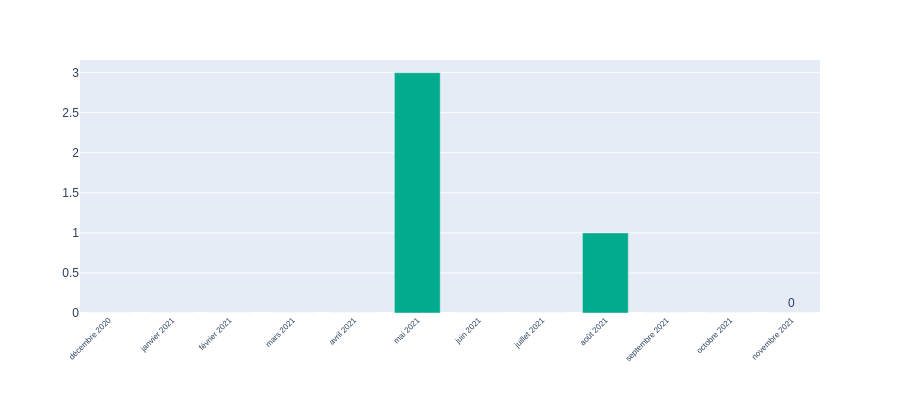 3
2.5
2
1.5
1
0.5
0
0
décembre 2020
janvier 2021
février 2021
mars 2021
avril 2021
mai 2021
juin 2021
juillet 2021
août 2021
septembre 2021
octobre 2021
novembre 2021